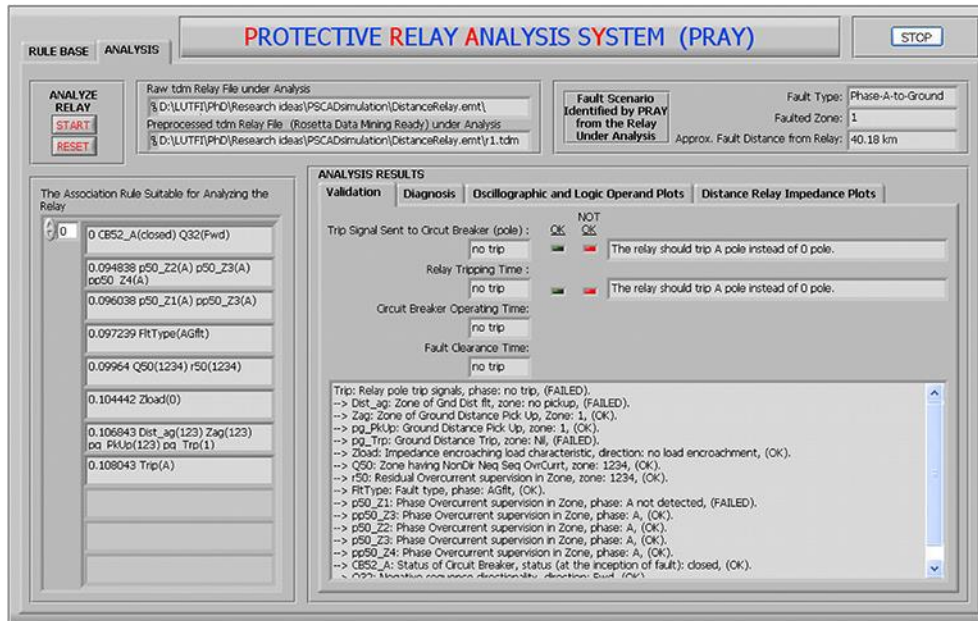 PROTECTIVE RELAY ANALYSIS SYSTEM (PRAY)
STOP
RULE BASE
ANALYSIS
ANALYZE
RELAY
START
RESET
Raw tdm Relay File under Analysis
D:\LUTFI\PhD\Research ideas\PSCADsimulation\DistanceRelay.emt\
Preprocessed tdm Relay File (Rosetta Data Mining Ready) under Analysis
D:\LUTFI\PhD\Research ideas\PSCADsimulation\DistanceRelay.emt\r1.tdm
Fault Scenario
Identified by PRAY
from the Relay
Under Analysis
Fault Type: Phase-A-to-Ground
Faulted Zone: 1
Approx. Fault Distance from Relay: 40.18 km
The Association Rule Suitable for Analyzing the
Relay
0
0 CB52_A(closed) Q32(Fwd)
0.094838 p50_Z2(A) p50_Z3(A)
pp50_Z4(A)
0.096038 p50_Z1(A) pp50_Z3(A)
0.097239 FltType(AGflt)
0.09964 Q50(1234) r50(1234)
0.104442 Zload(0)
0.106843 Dist_ag(123) Zag(123)
pg_PkUp(123) pg_Trp(1)
0.108043 Trip(A)
ANALYSIS RESULTS
Validation
Diagnosis
Oscillographic and Logic Operand Plots
Distance Relay Impedance Plots
Trip Signal Sent to Circut Breaker (pole) :
OK
NOT
OK
no trip
The relay should trip A pole instead of 0 pole.
Relay Tripping Time :
no trip
The relay should trip A pole instead of 0 pole.
Circuit Breaker Operating Time:
no trip
Fault Clearance Time:
no trip
Trip: Relay pole trip signals, phase: no trip, (FAILED).
--> Dist_ag: Zone of Gnd Dist flt, zone: no pickup, (FAILED).
--> Zag: Zone of Ground Distance Pick Up, Zone: 1, (OK).
--> pg_PkUp: Ground Distance Pick Up, zone: 1, (OK).
--> pg_Trp: Ground Distance Trip, zone: Nil, (FAILED).
--> Zload: Impedance encroaching load characteristic, direction: no load encroachment, (OK).
--> Q50: Zone having NonDir Neg Seq OvrCurrt, zone: 1234, (OK).
--> r50: Residual Overcurrent supervision in Zone, zone: 1234, (OK).
--> FltType: Fault type, phase: AGflt, (OK).
--> p50_Z1: Phase Overcurrent supervision in Zone, phase: A not detected, (FAILED).
--> pp50_Z3: Phase Overcurrent supervision in Zone, phase: A, (OK).
--> p50_Z2: Phase Overcurrent supervision in Zone, phase: A, (OK).
--> p50_Z3: Phase Overcurrent supervision in Zone, phase: A, (OK).
--> pp50_Z4: Phase Overcurrent supervision in Zone, phase: A, (OK).
--> CB52_A: Status of Circuit Breaker, status (at the inception of fault): closed, (OK).
--> Q32: Negative sequence directionality, direction: Fwd, (OK).